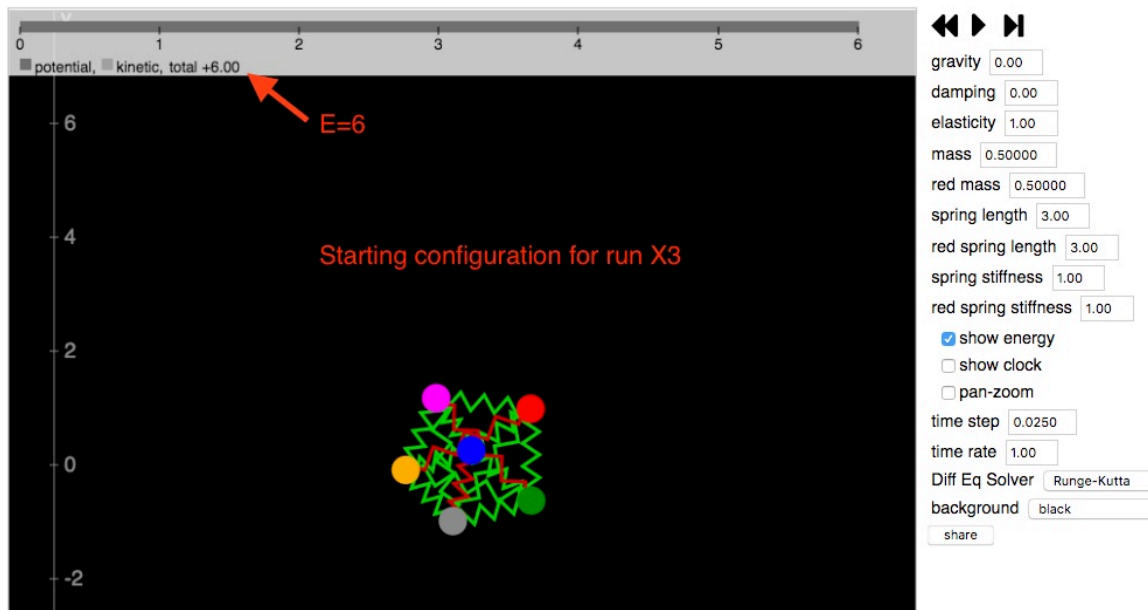 V
0 1 2 3 4 5 6
potential, kinetic, total +6.00
E=6
6
4
Starting configuration for run X3
2
0
-2
gravity 0.00
damping 0.00
elasticity 1.00
mass 0.50000
red mass 0.50000
spring length 3.00
red spring length 3.00
spring stiffness 1.00
red spring stiffness 1.00
show energy
show clock
pan-zoom
time step 0.0250
time rate 1.00
Diff Eq Solver Runge-Kutta
background black
share